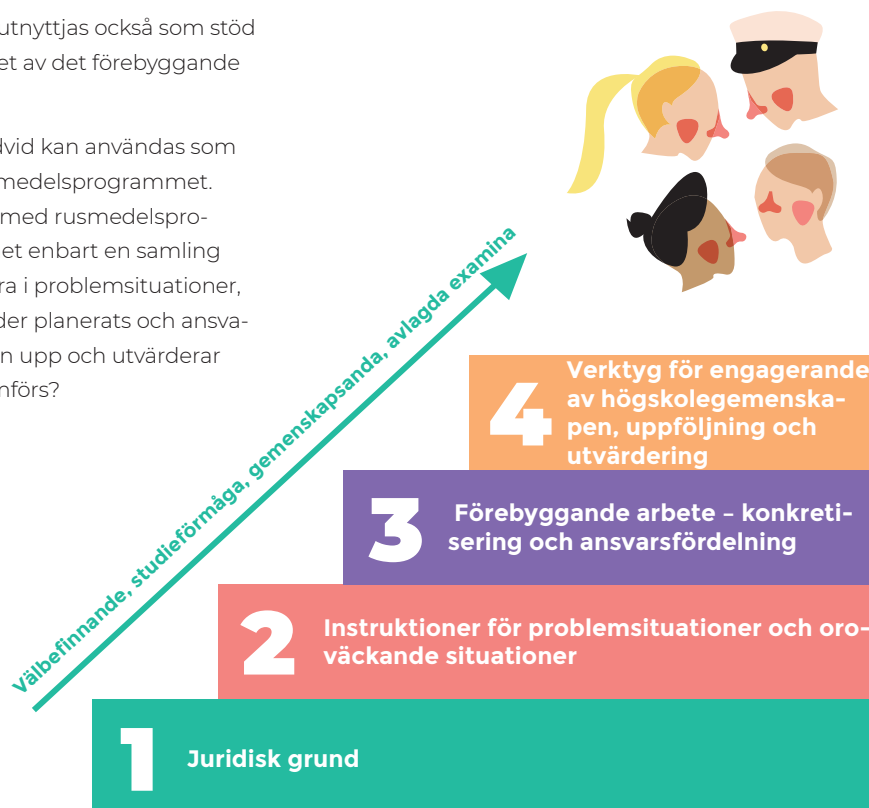 utnyttjas också som stöd
et av det förebyggande
dvid kan användas som
medelsprogrammet.
med rusmedelspro-
et enbart en samling
ra i problemsituationer,
der planerats och ansva-
n upp och utvärderar
mförs?
Välbefinnande, studieförmåga, gemenskapsanda, avlagda examina
4
Verktyg för engagerande
av högskolegemenska-
pen, uppföljning och
utvärdering
3
Förebyggande arbete – konkreti-
sering och ansvarsfördelning
2
Instruktioner för problemsituationer och oro-
väckande situationer
1
Juridisk grund